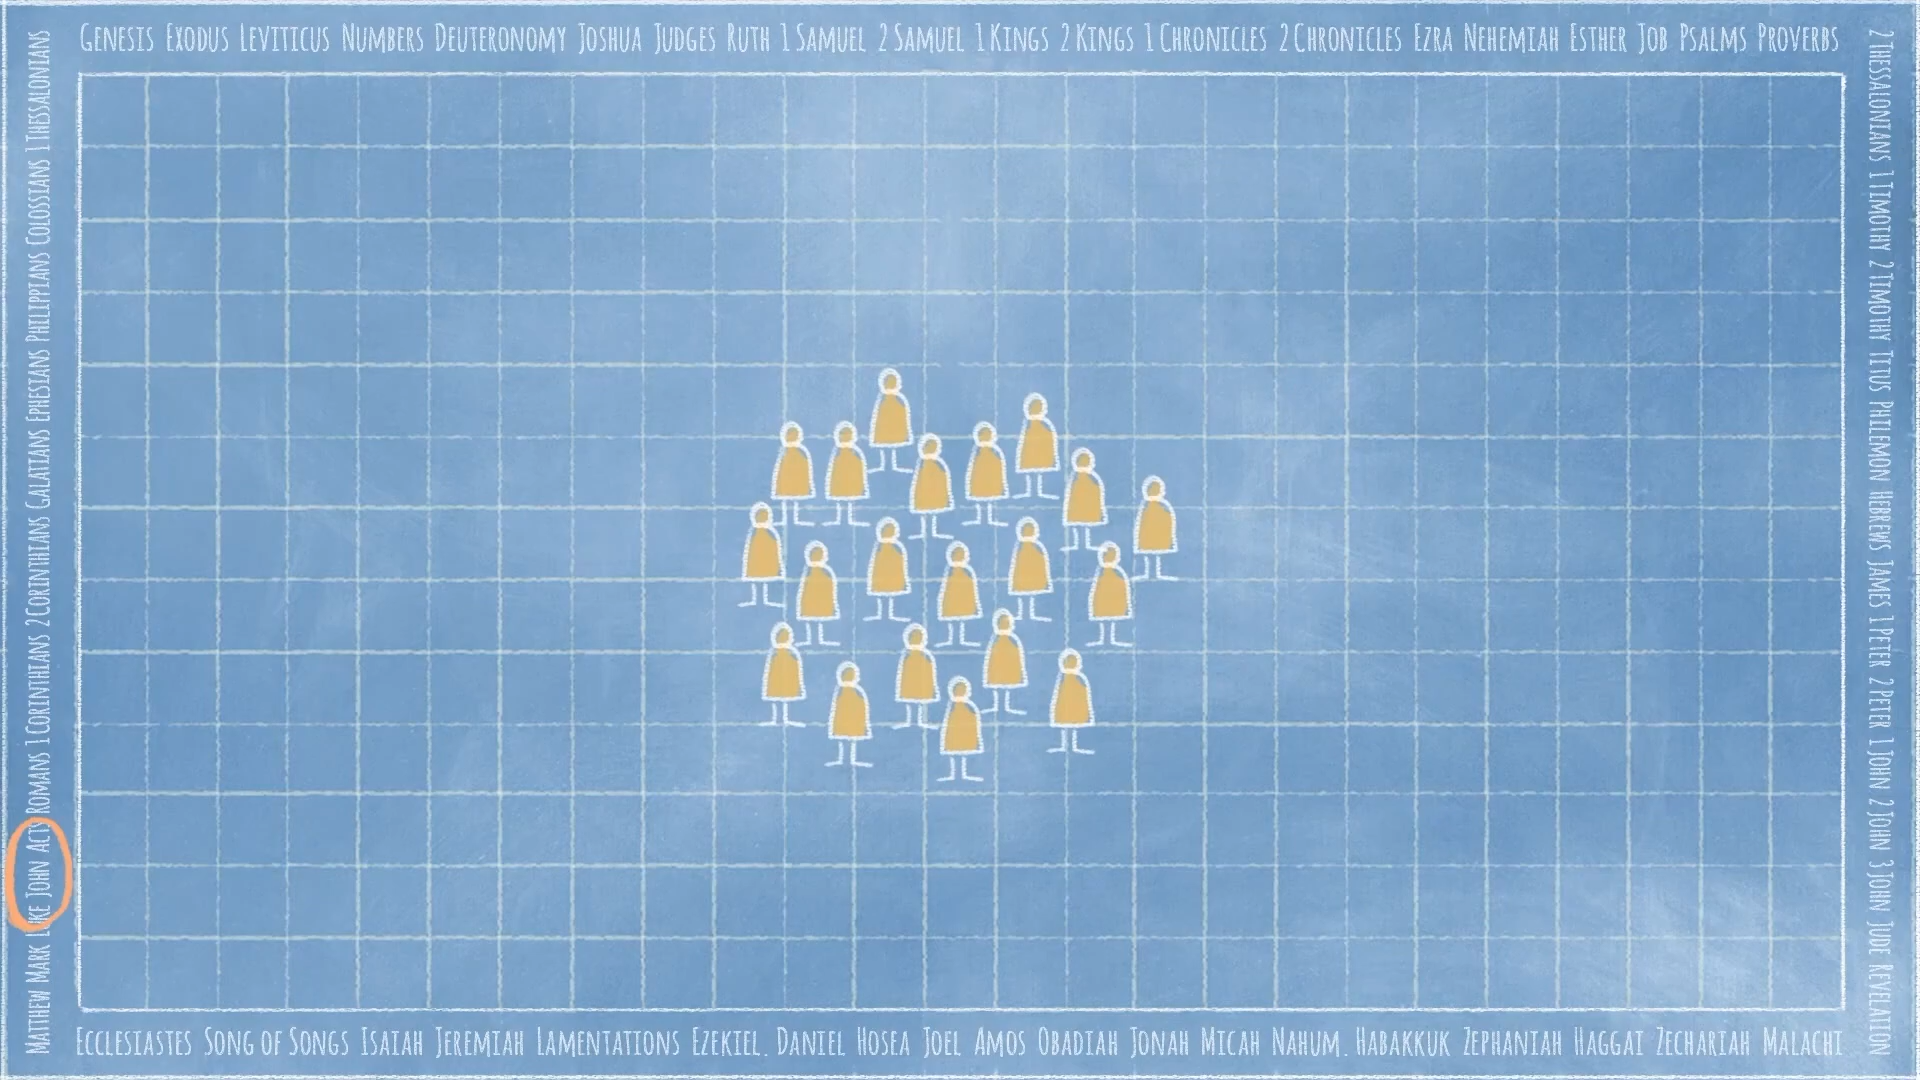 Genesis Exodus Leviticus Numbers Deuteronomy Joshua Judges Ruth 1 Samuel 2 Samuel 1 Kings 2 Kings 1 Chronicles 2 Chronicles Ezra Nehemiah Esther Job Psalms Proverbs
Ecclesiastes Song of Songs Isaiah Jeremiah Lamentations Ezekiel. Daniel Hosea Joel Amos Obadiah Jonah Micah Nahum. Habakkuk Zephaniah Haggai Zechariah Malachi
Matthew Mark Luke John Acts Romans 1 Corinthians 2 Corinthians Galatians Ephesians Philippians Colossians 1 Thessalonians
2 Thessalonians 1 Timothy 2 Timothy Titus Philemon Hebrews James 1 Peter 2 Peter 1 John 2 John 3 John Jude Revelation